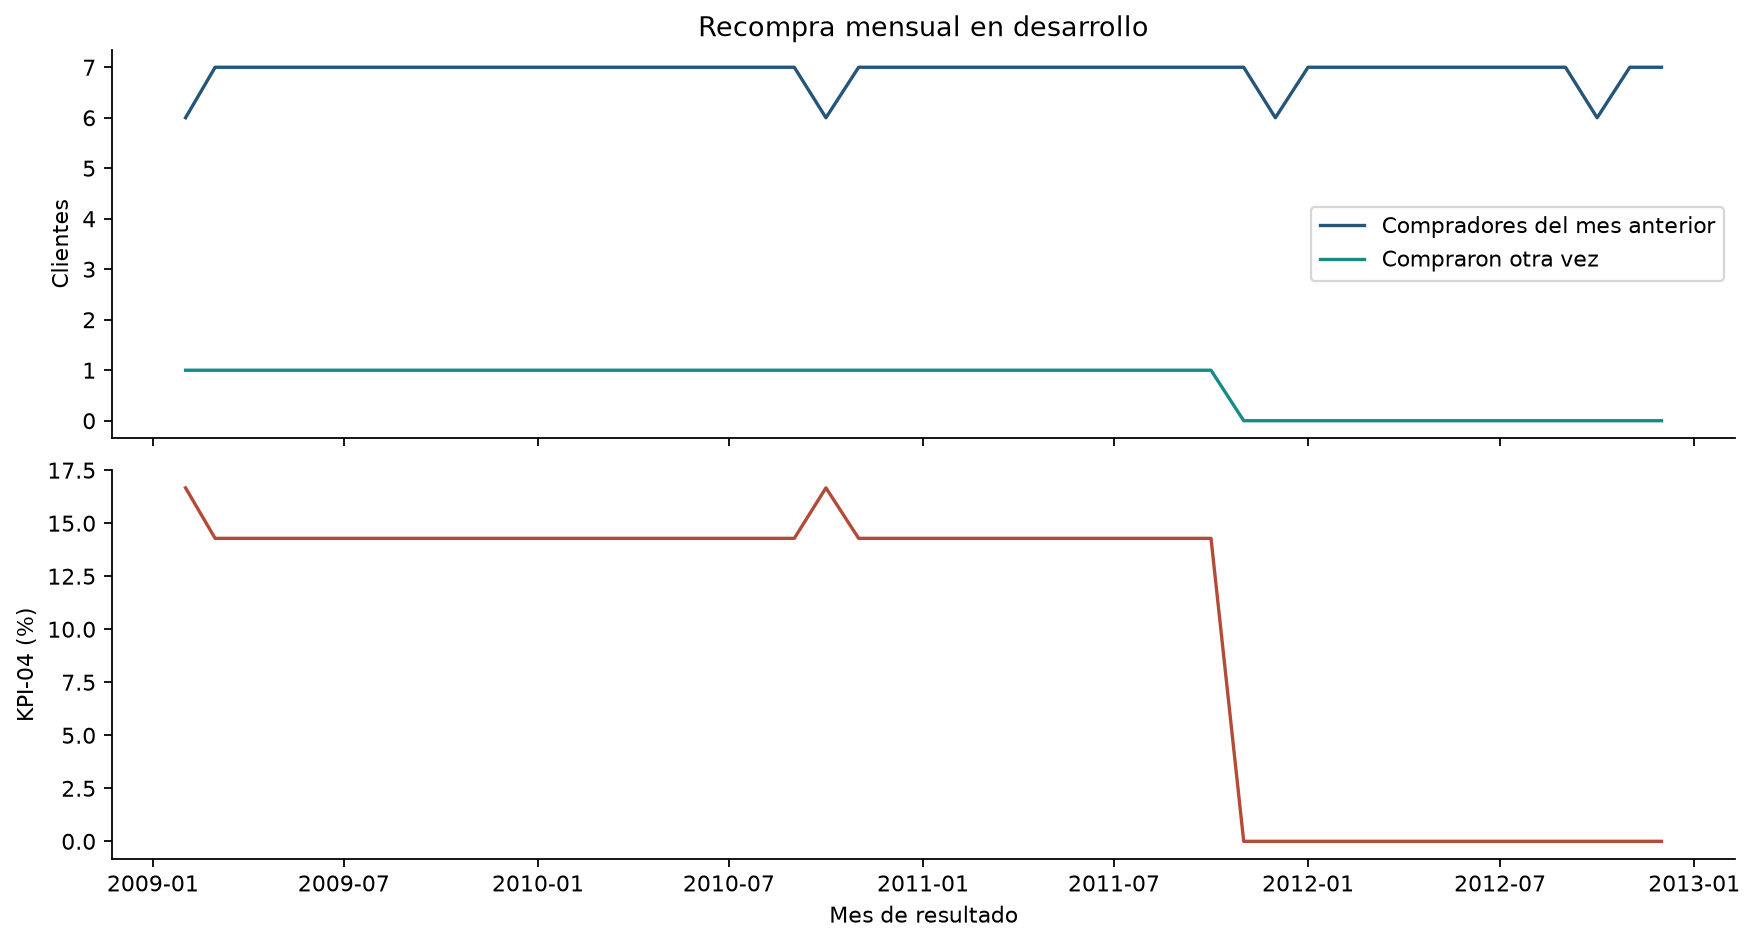 Recompra mensual en desarrollo
7
6
5
4
3
2
1
0
Clientes
Compradores del mes anterior
Compraron otra vez
17.5
15.0
12.5
10.0
7.5
5.0
2.5
0.0
KPI-04 (%)
2009-01 2009-07 2010-01 2010-07 2011-01 2011-07 2012-01 2012-07 2013-01
Mes de resultado